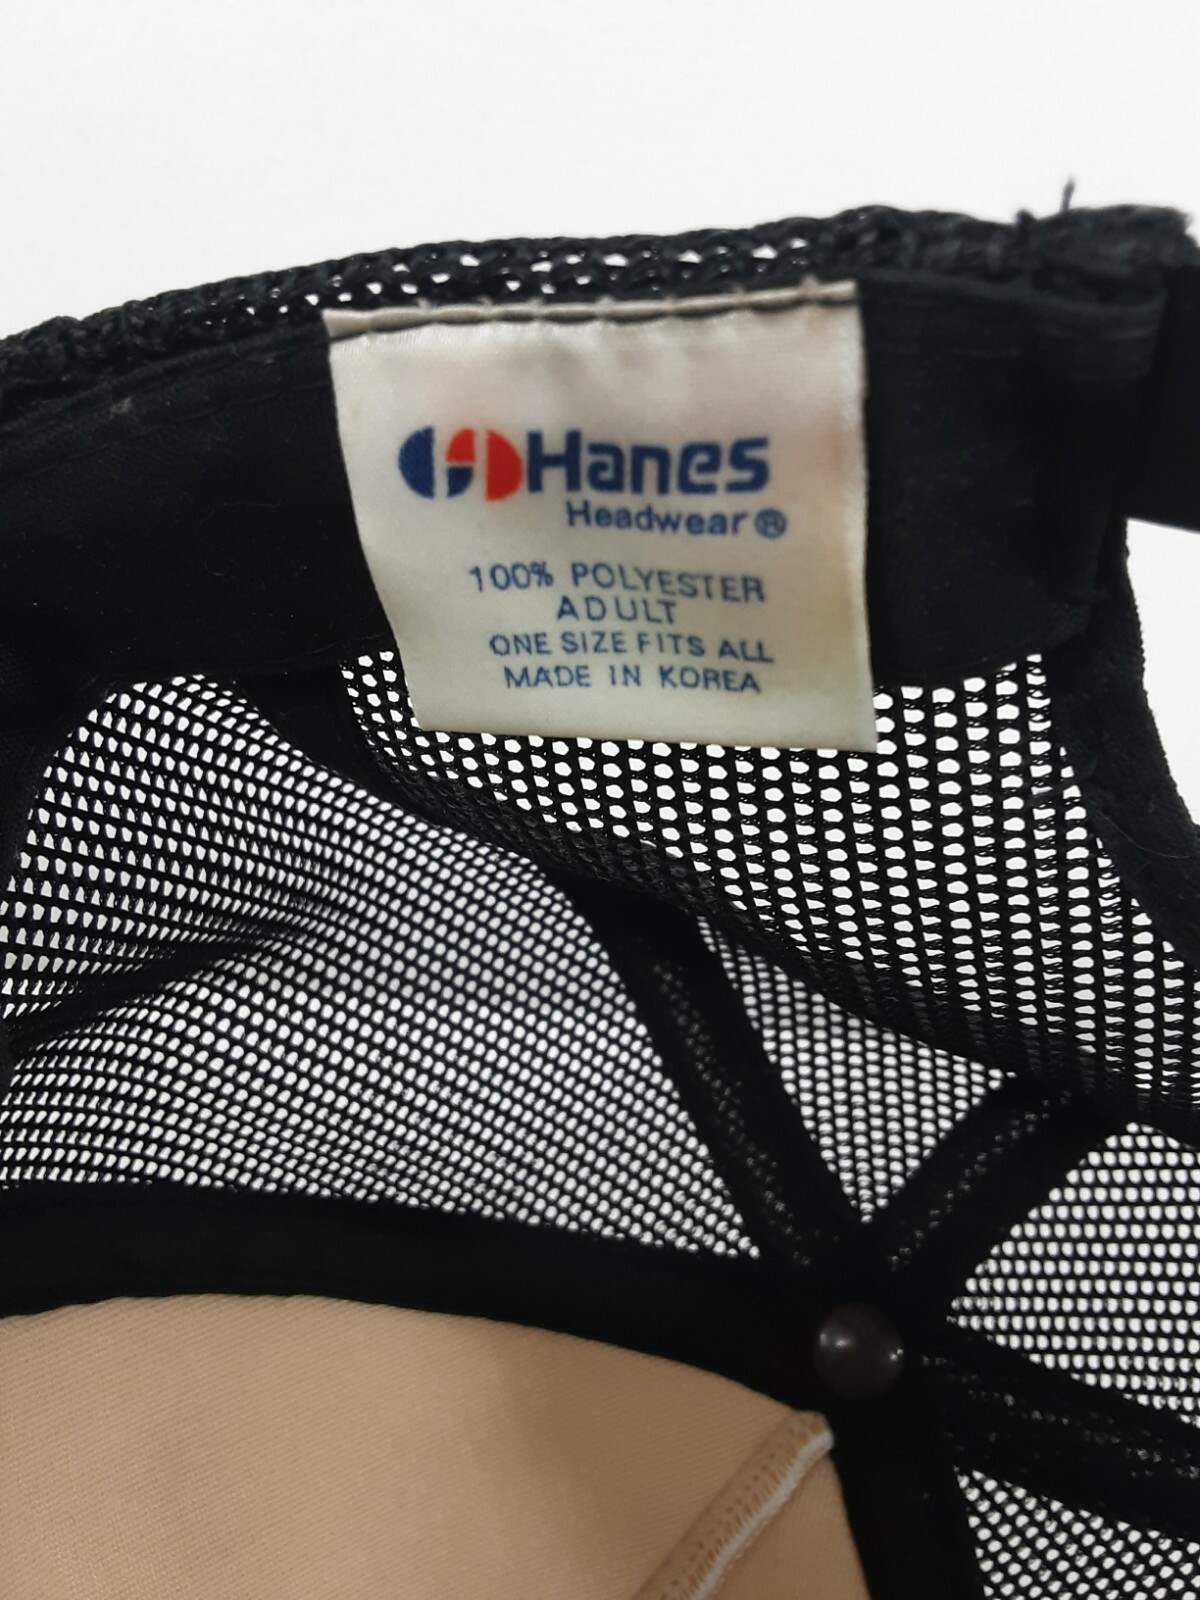 Hanes
Headwear®
100% POLYESTER
ADULT
ONE SIZE FITS ALL
MADE IN KOREA